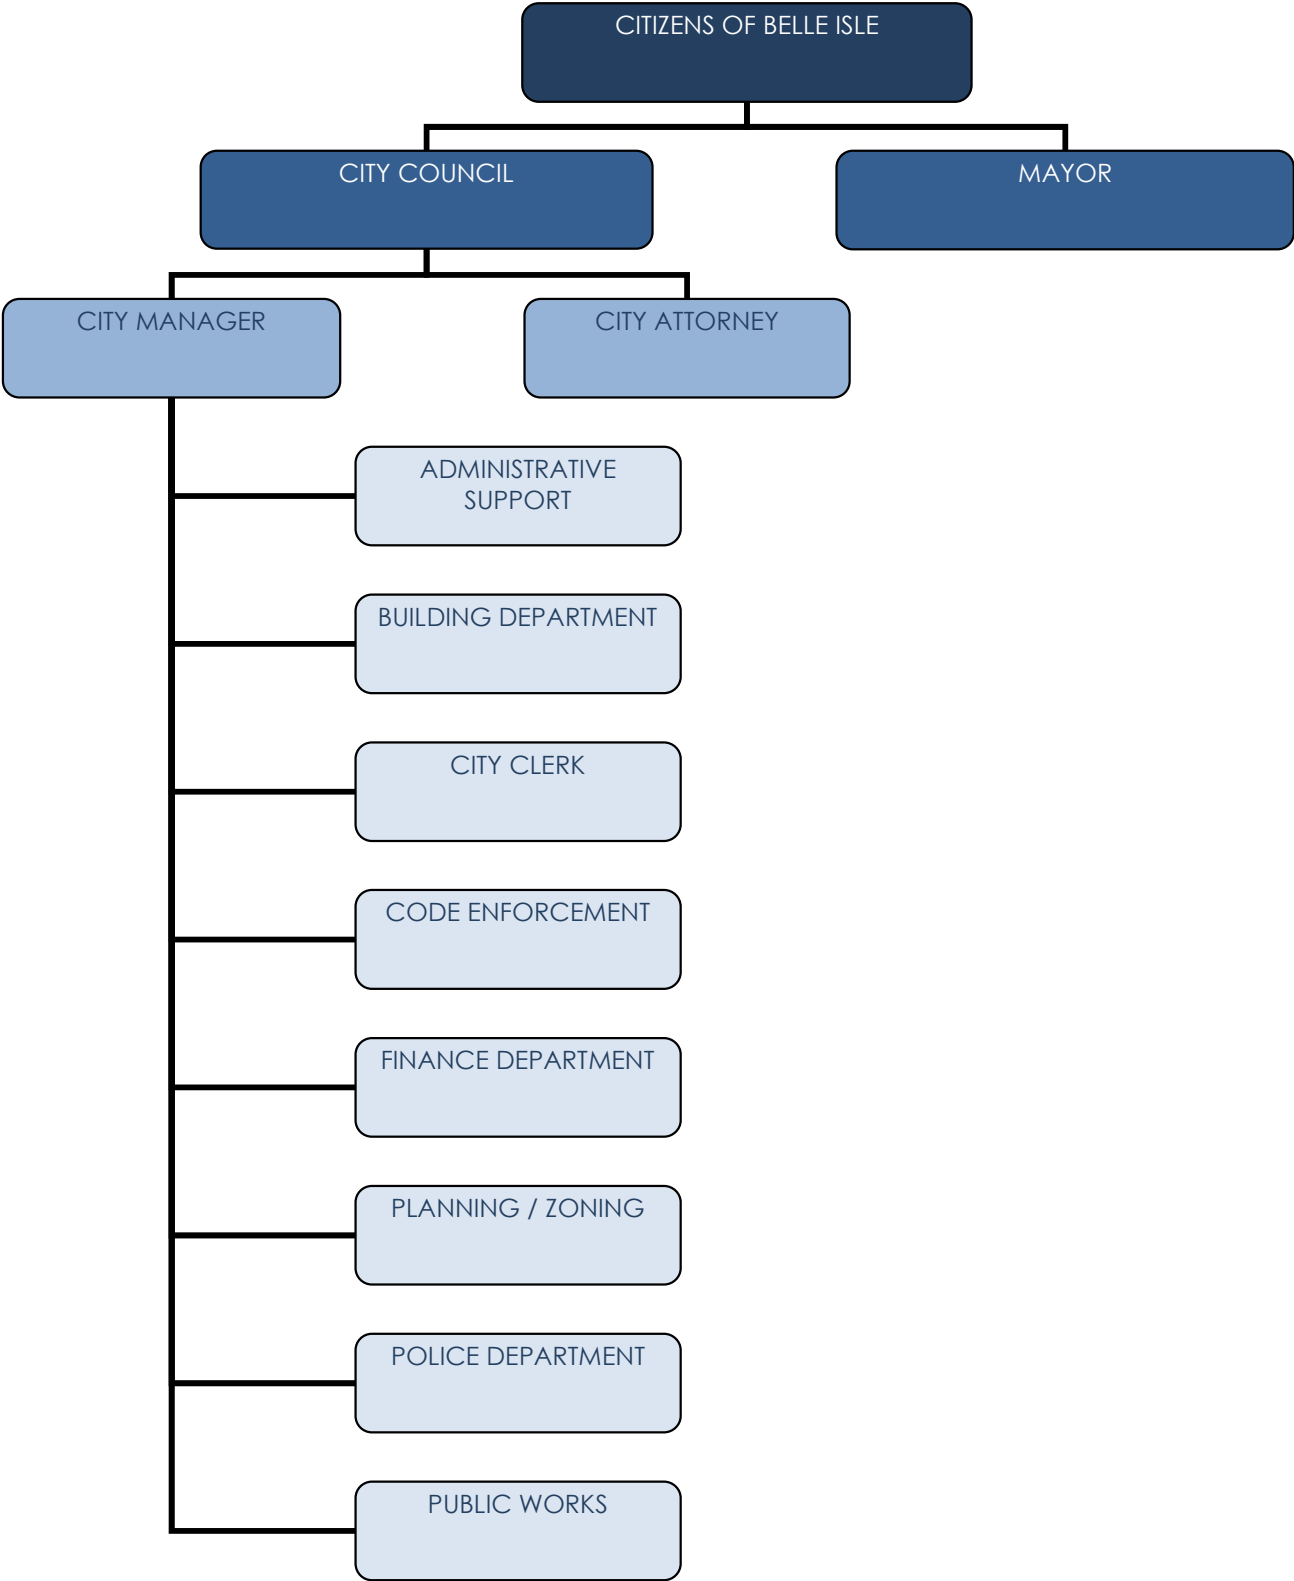 CITIZENS OF BELLE ISLE
CITY COUNCIL
MAYOR
CITY MANAGER
CITY ATTORNEY
ADMINISTRATIVE
SUPPORT
BUILDING DEPARTMENT
CITY CLERK
CODE ENFORCEMENT
FINANCE DEPARTMENT
PLANNING / ZONING
POLICE DEPARTMENT
PUBLIC WORKS